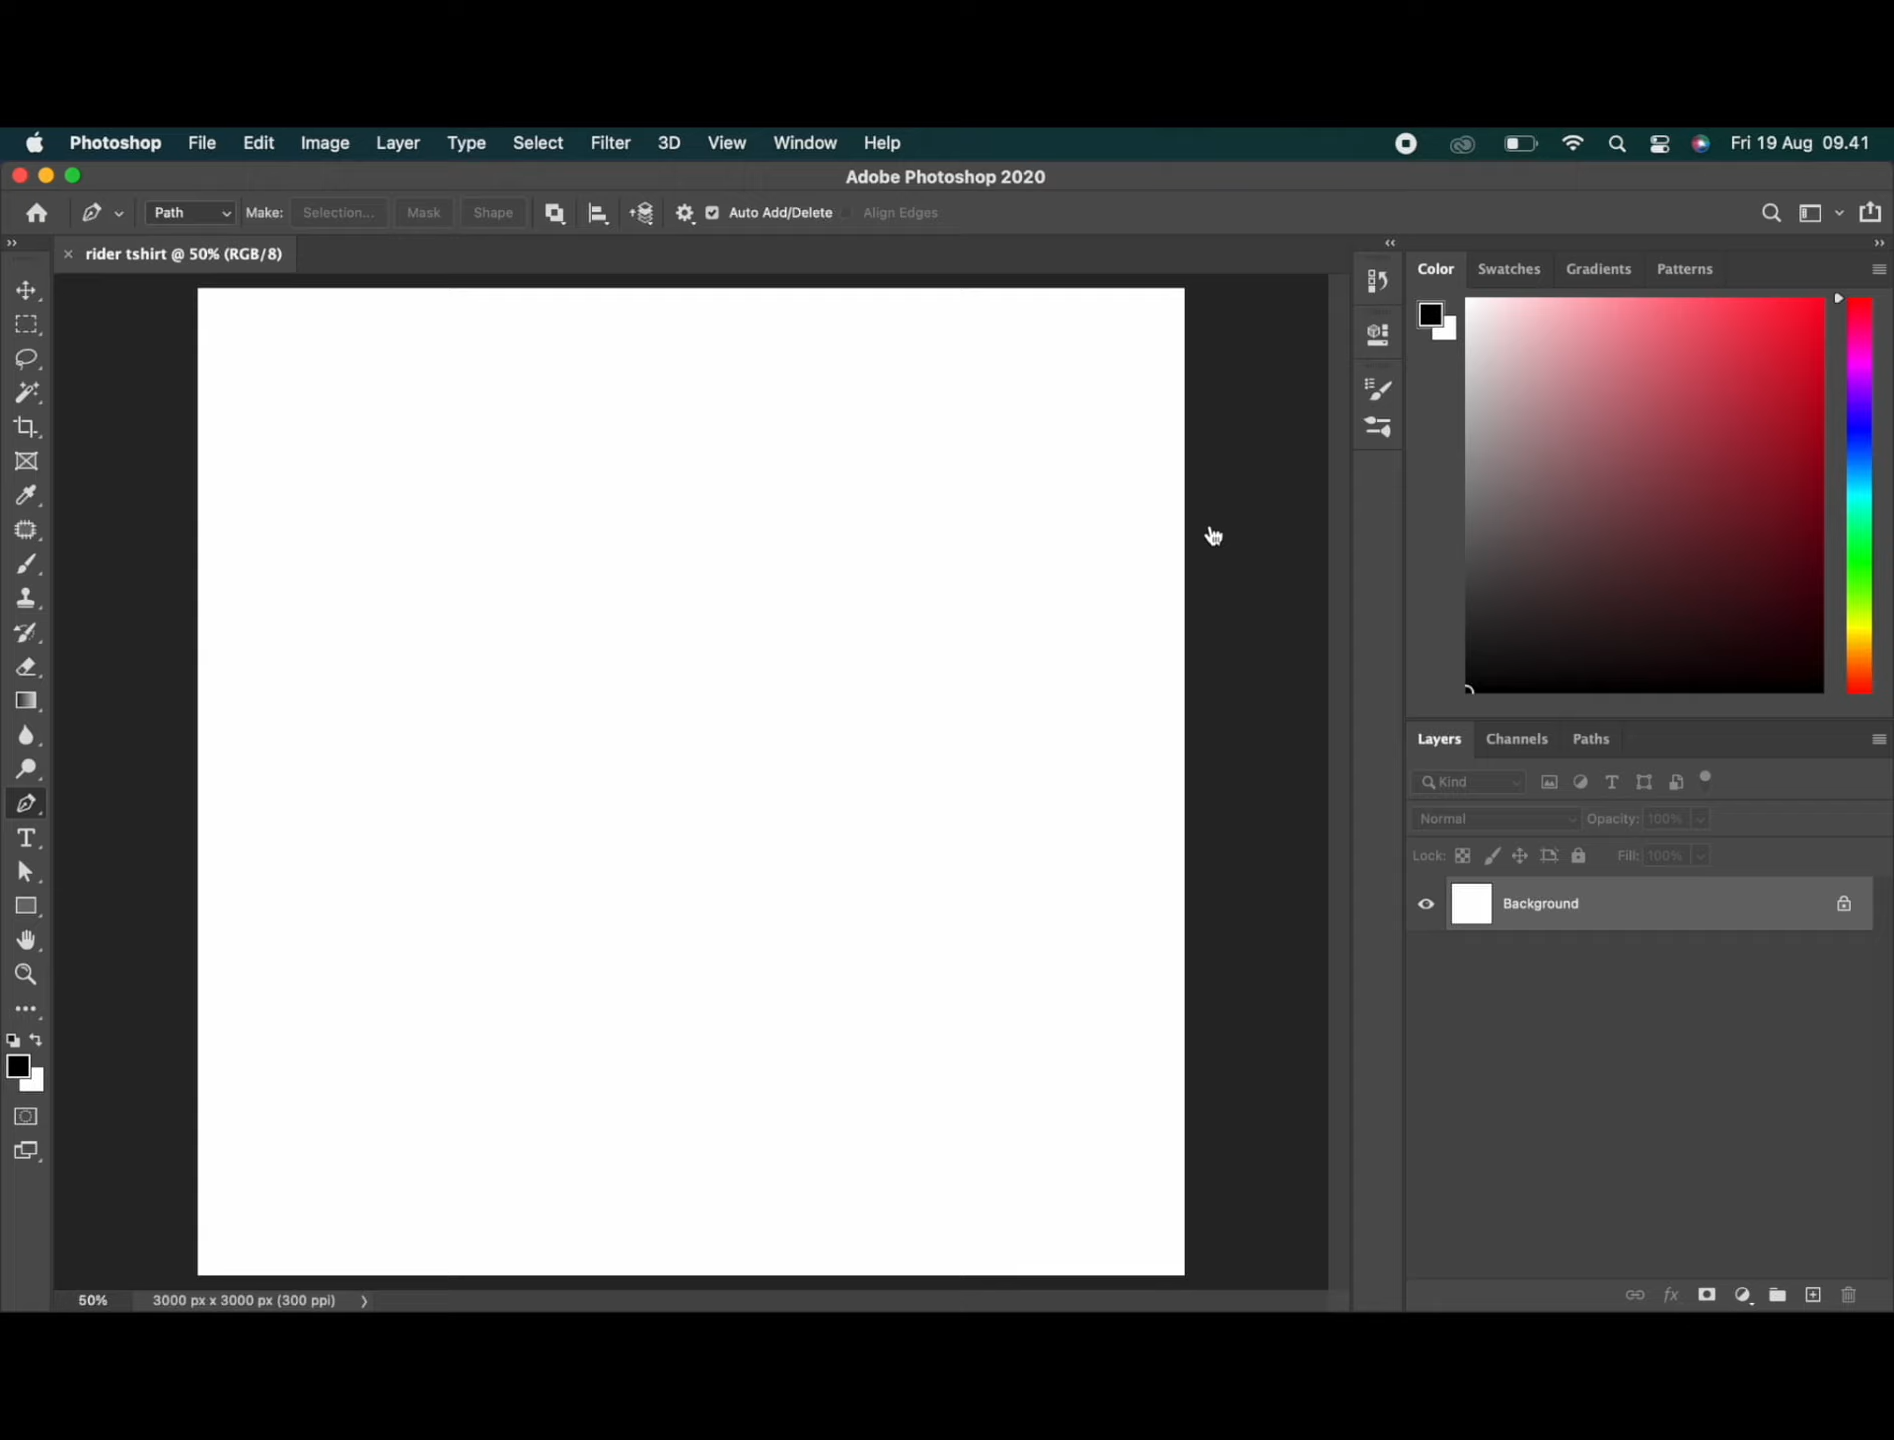 Photoshop File Edit Image Layer Type Select Filter 3D View Window Help Fri 19 Aug 09.41
Adobe Photoshop 2020
Path Make: Selection... Mask Shape Auto Add/Delete Align Edges
rider tshirt @ 50% (RGB/8)
Color Swatches Gradients Patterns
Layers Channels Paths
Kind
Normal Opacity: 100%
Lock: Fill: 100%
Background
50% 3000 px x 3000 px (300 ppi)